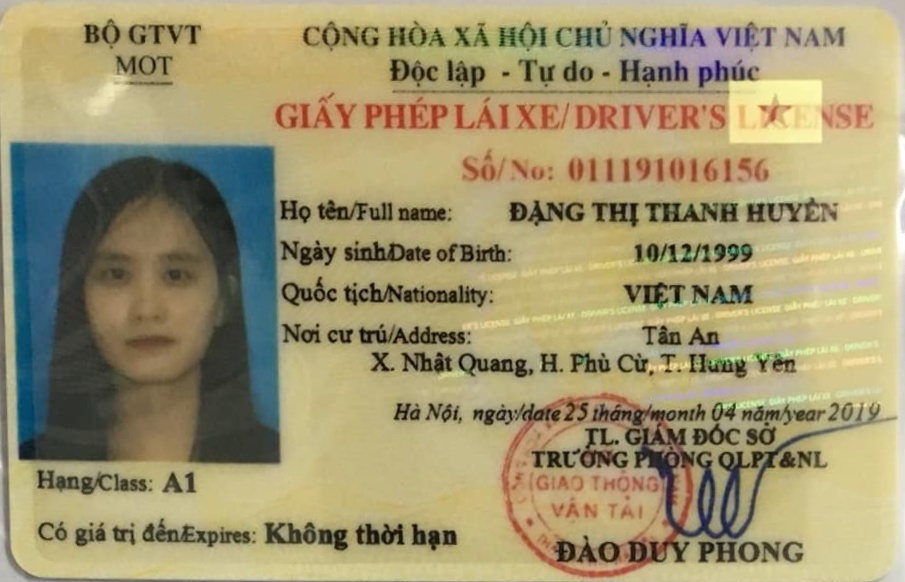 BỘ GTVT
MOT
CỘNG HÒA XÃ HỘI CHỦ NGHĨA VIỆT NAM
Độc lập - Tự do - Hạnh phúc
GIẤY PHÉP LÁI XE/ DRIVER'S LICENSE
Số/No: 011191016156
Họ tên/Full name: ĐẶNG THỊ THANH HUYỀN
Ngày sinh/Date of Birth: 10/12/1999
Quốc tịch/Nationality: VIỆT NAM
Nơi cư trú/Address: Tân An
X. Nhật Quang, H. Phù Cừ, T. Hưng Yên
Hà Nội, ngày/date 25 tháng/month 04 năm/year 2019
TL. GIÁM ĐỐC SỞ
TRƯỞNG PHÒNG QLPT&NL
GIAO THÔNG
VẬN TẢI
ĐÀO DUY PHONG
Hạng/Class: A1
Có giá trị đến/Expires: Không thời hạn